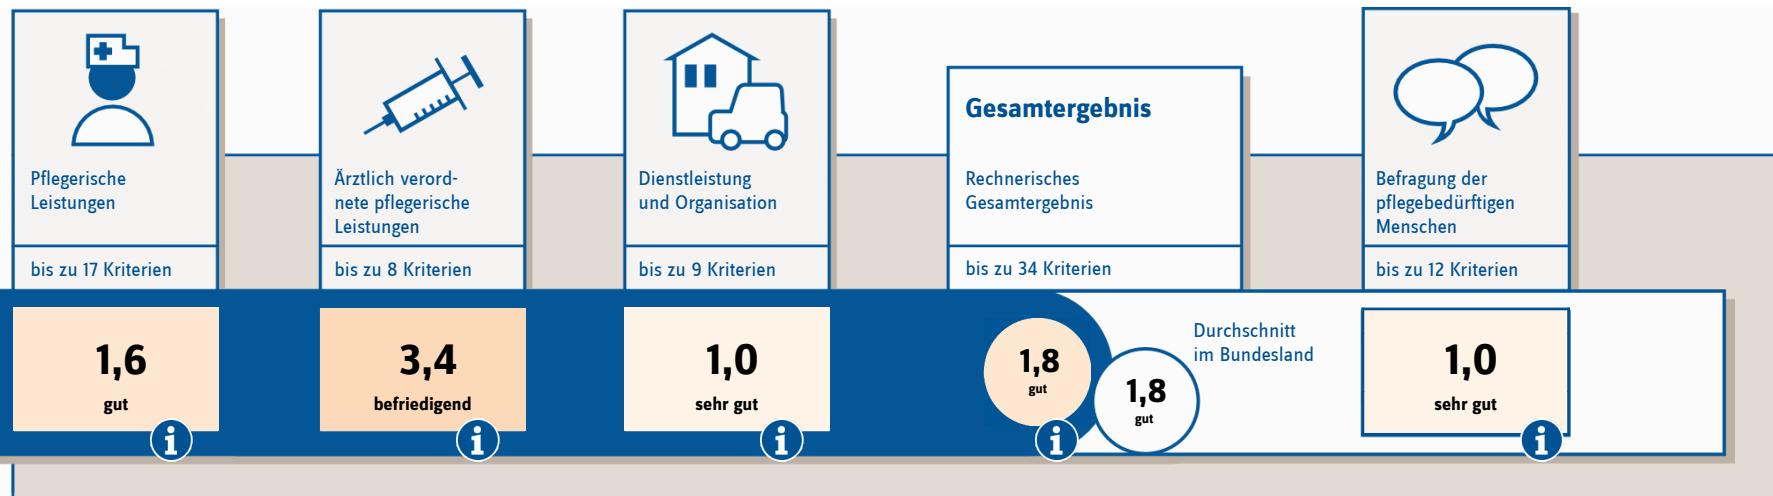 Pflegerische
Leistungen
bis zu 17 Kriterien
1,6
gut
i
Ärztlich verord-
nete pflegerische
Leistungen
bis zu 8 Kriterien
3,4
befriedigend
i
Dienstleistung
und Organisation
bis zu 9 Kriterien
1,0
sehr gut
i
Gesamtergebnis
Rechnerisches
Gesamtergebnis
bis zu 34 Kriterien
1,8
gut
i
Durchschnitt
im Bundesland
1,8
gut
Befragung der
pflegebedürftigen
Menschen
bis zu 12 Kriterien
1,0
sehr gut
i